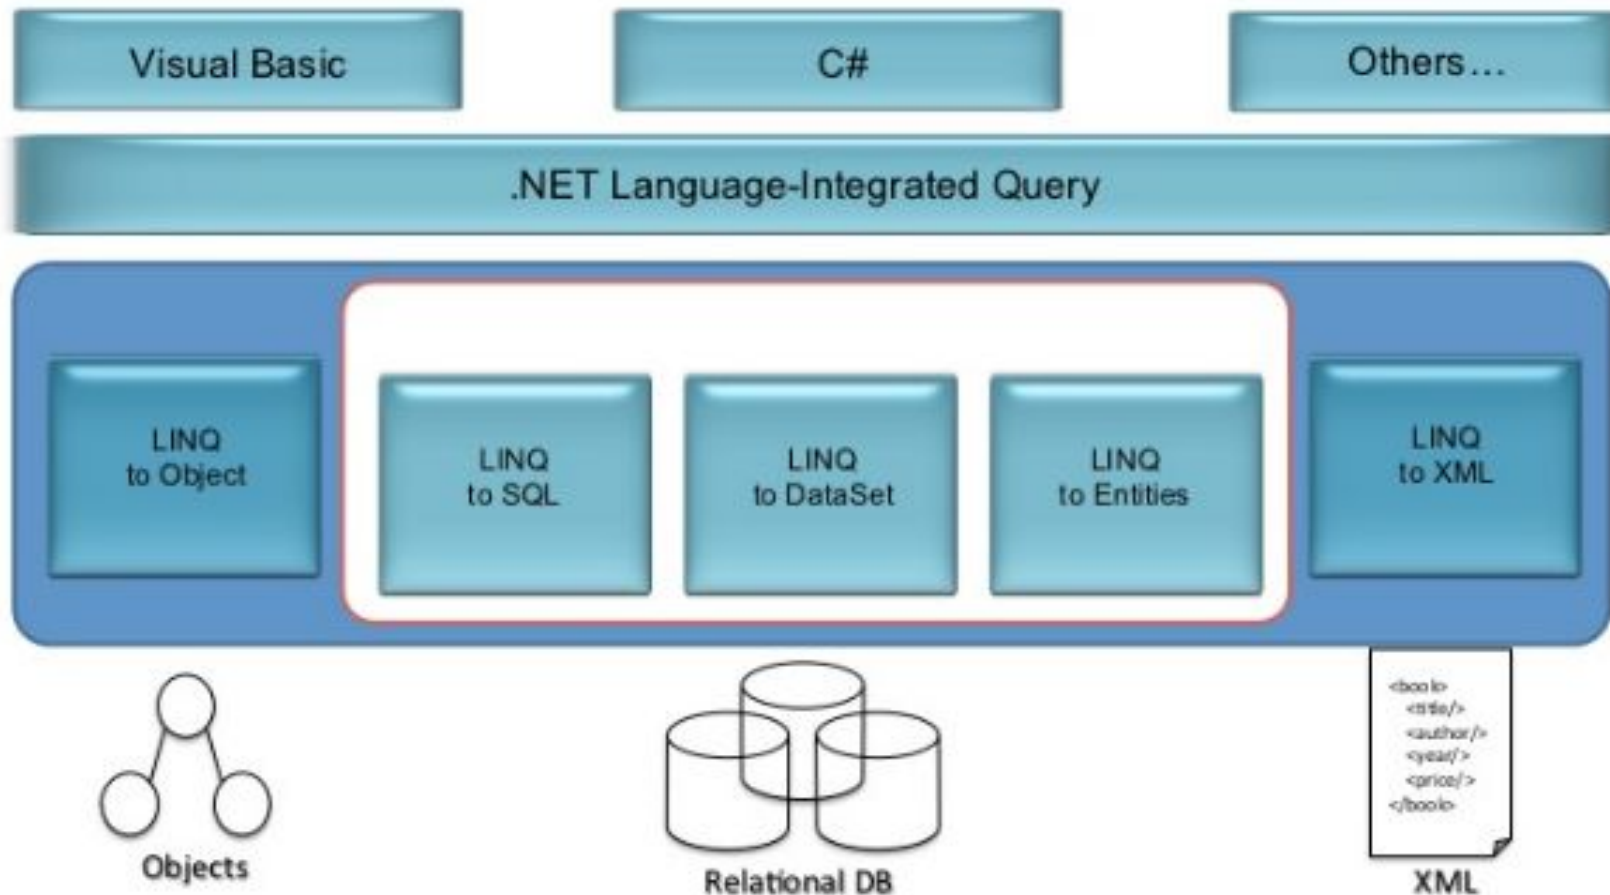 Visual Basic
C#
Others...
.NET Language-Integrated Query
LINQ
to Object
LINQ
to SQL
LINQ
to DataSet
LINQ
to Entities
LINQ
to XML
Objects
Relational DB
<book>
<title/>
<author/>
<year/>
<price/>
</book>
XML